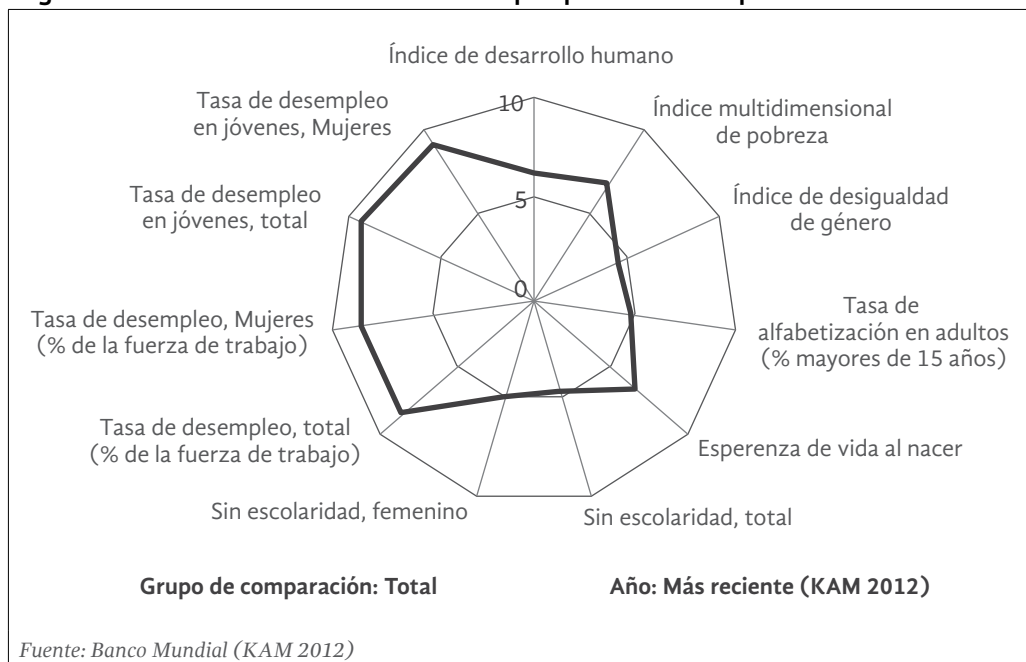 Índice de desarrollo humano
Tasa de desempleo
en jóvenes, Mujeres
10
Índice multidimensional
de pobreza
Tasa de desempleo
en jóvenes, total
5
Índice de desigualdad
de género
0
Tasa de desempleo, Mujeres
(% de la fuerza de trabajo)
Tasa de
alfabetización en adultos
(% mayores de 15 años)
Tasa de desempleo, total
(% de la fuerza de trabajo)
Esperenza de vida al nacer
Sin escolaridad, femenino
Sin escolaridad, total
Grupo de comparación: Total
Año: Más reciente (KAM 2012)
Fuente: Banco Mundial (KAM 2012)